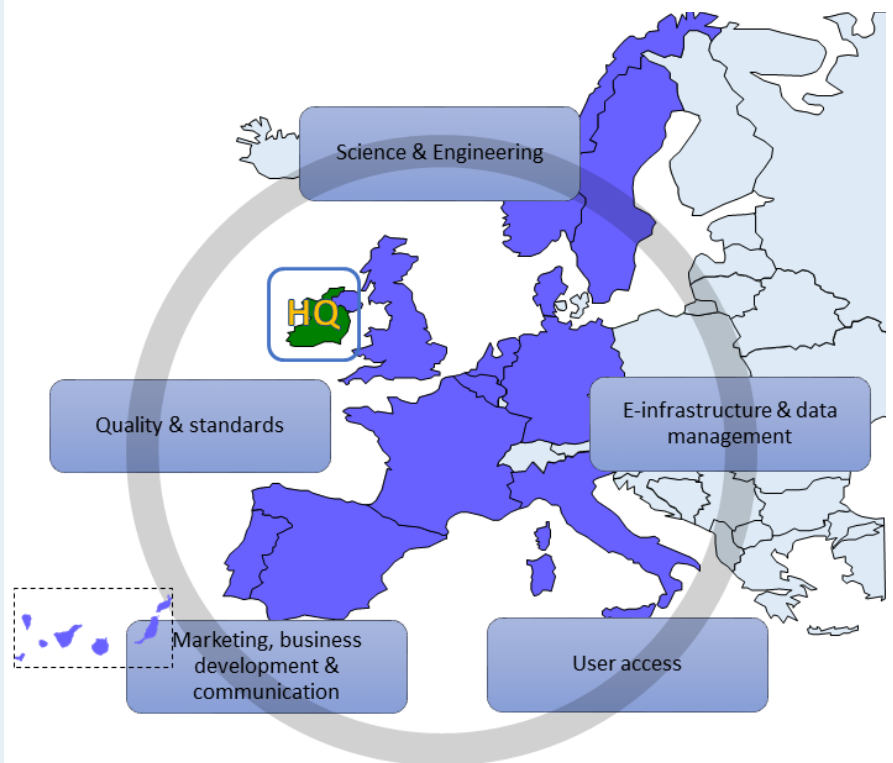 Science & Engineering
HQ
Quality & standards
E-infrastructure & data
management
Marketing, business
development &
communication
User access